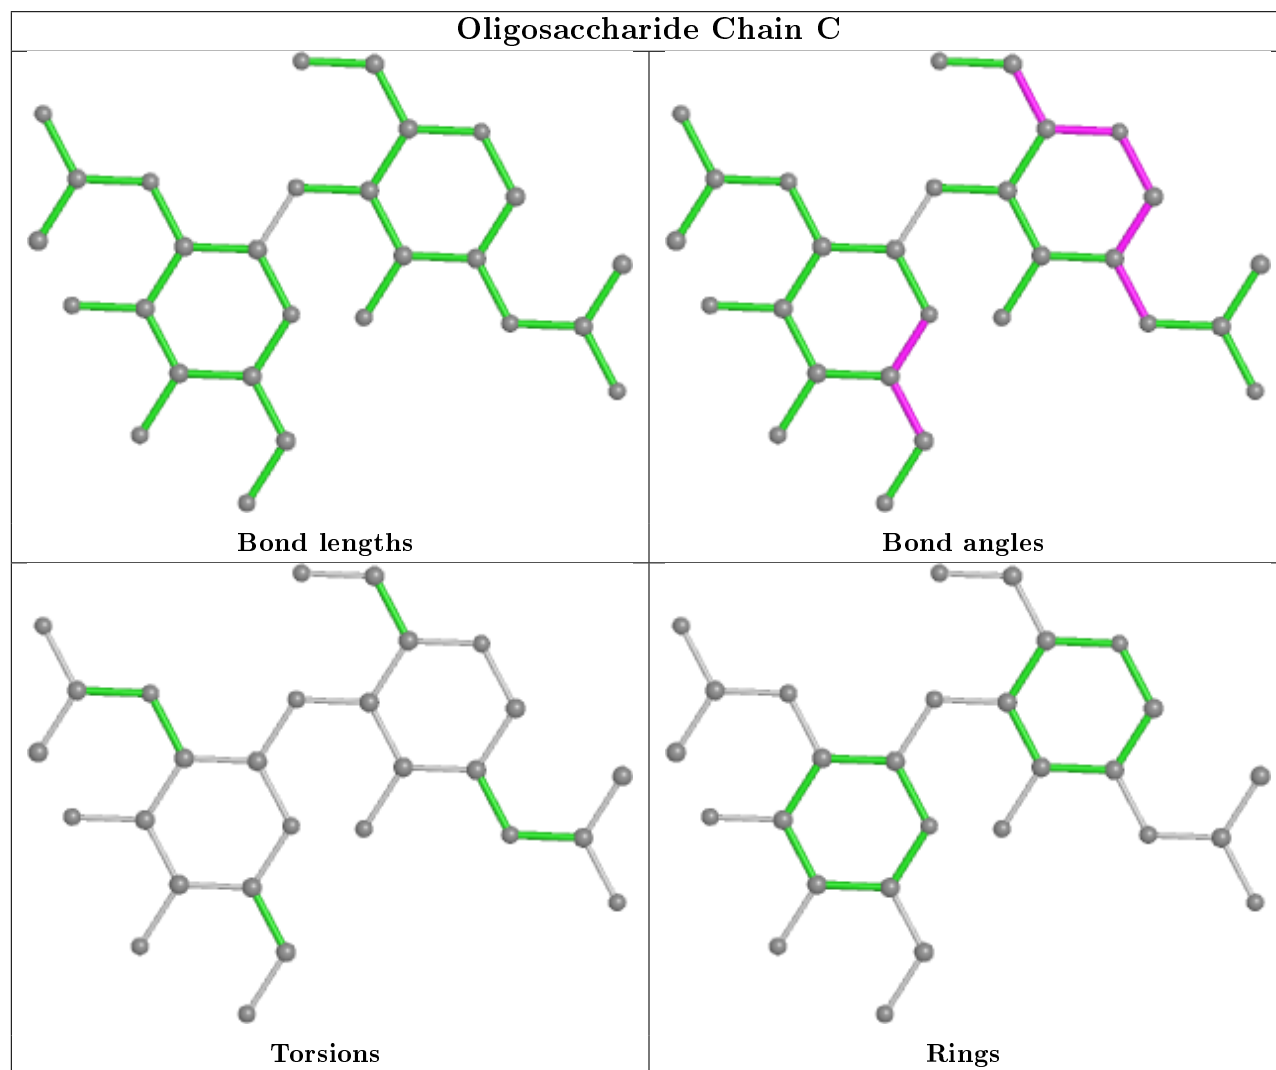 Oligosaccharide Chain C
Bond lengths
Bond angles
Torsions
Rings